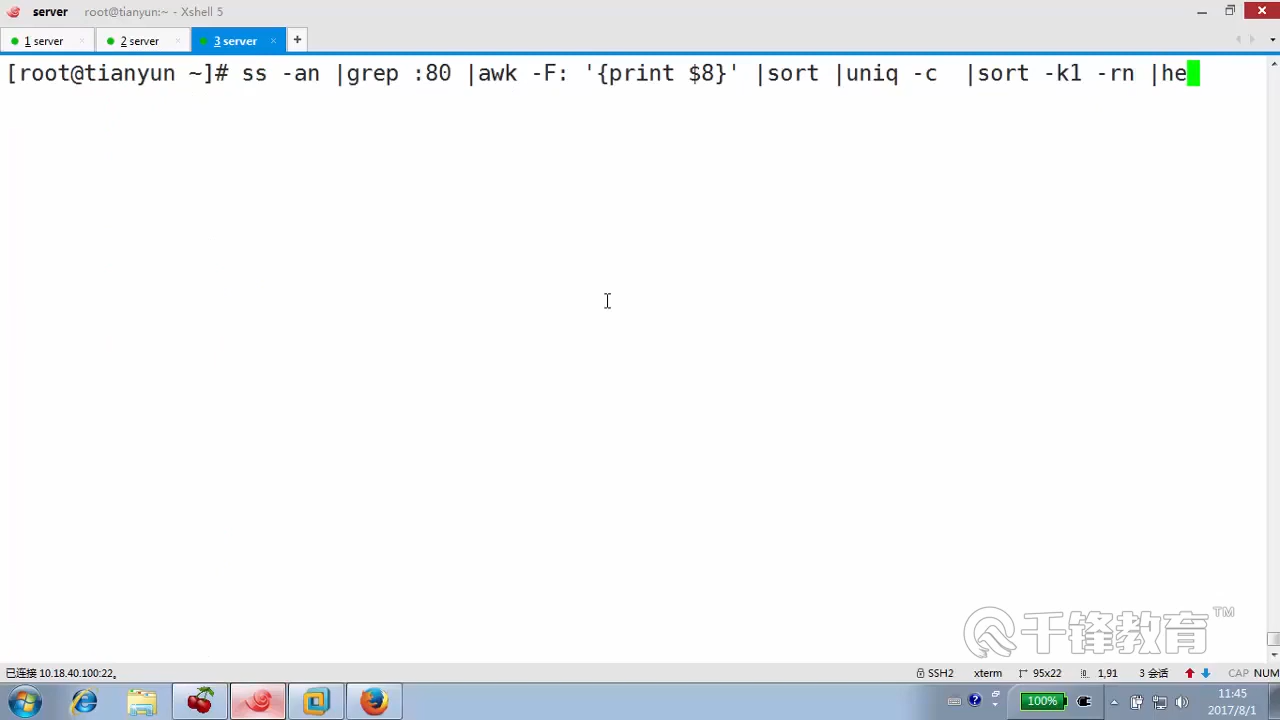 server root@tianyun:~ - Xshell 5
1 server
2 server
3 server
[root@tianyun ~]# ss -an |grep :80 |awk -F: '{print $8}' |sort |uniq -c  |sort -k1 -rn |he
千锋教育™
已连接 10.18.40.100:22。
SSH2
xterm
95x22
1,91
3 会话
CAP
NUM
100%
11:45
2017/8/1